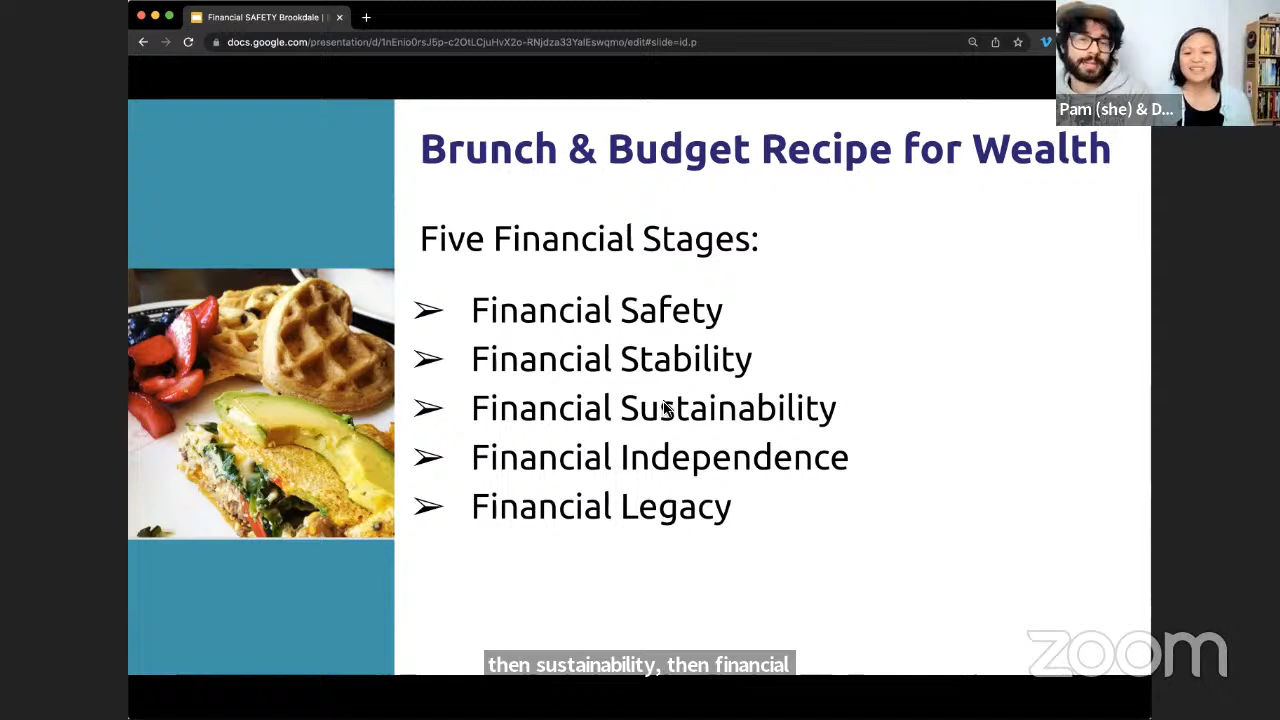 Financial SAFETY Brookdale |
docs.google.com/presentation/d/1nEnio0rsJ5p-c2OtLCjuHvX2o-RNjdza33YalEswqmo/edit#slide=id.p
Pam (she) & D...
Brunch & Budget Recipe for Wealth
Five Financial Stages:
➢ Financial Safety
➢ Financial Stability
➢ Financial Sustainability
➢ Financial Independence
➢ Financial Legacy
then sustainability, then financial
zoom